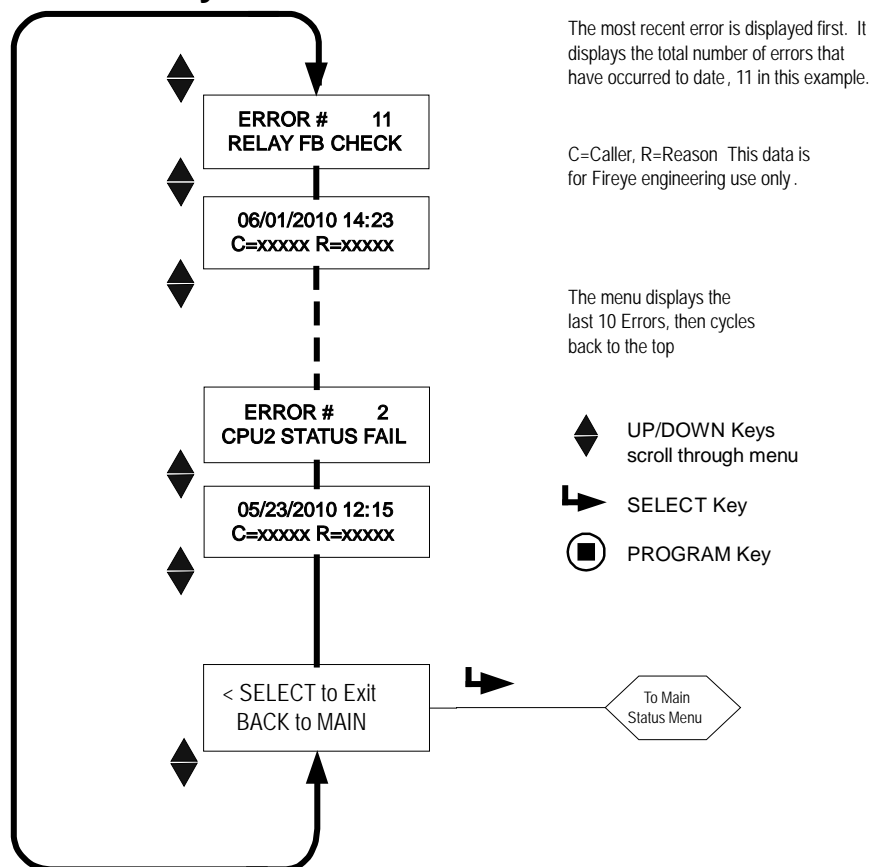 The most recent error is displayed first. It
displays the total number of errors that
have occurred to date, 11 in this example.
ERROR # 11
RELAY FB CHECK
C=Caller, R=Reason This data is
for Fireye engineering use only.
06/01/2010 14:23
C=xxxxx R=xxxxx
The menu displays the
last 10 Errors, then cycles
back to the top
ERROR # 2
CPU2 STATUS FAIL
05/23/2010 12:15
C=xxxxx R=xxxxx
UP/DOWN Keys
scroll through menu
SELECT Key
PROGRAM Key
< SELECT to Exit
BACK to MAIN
To Main
Status Menu